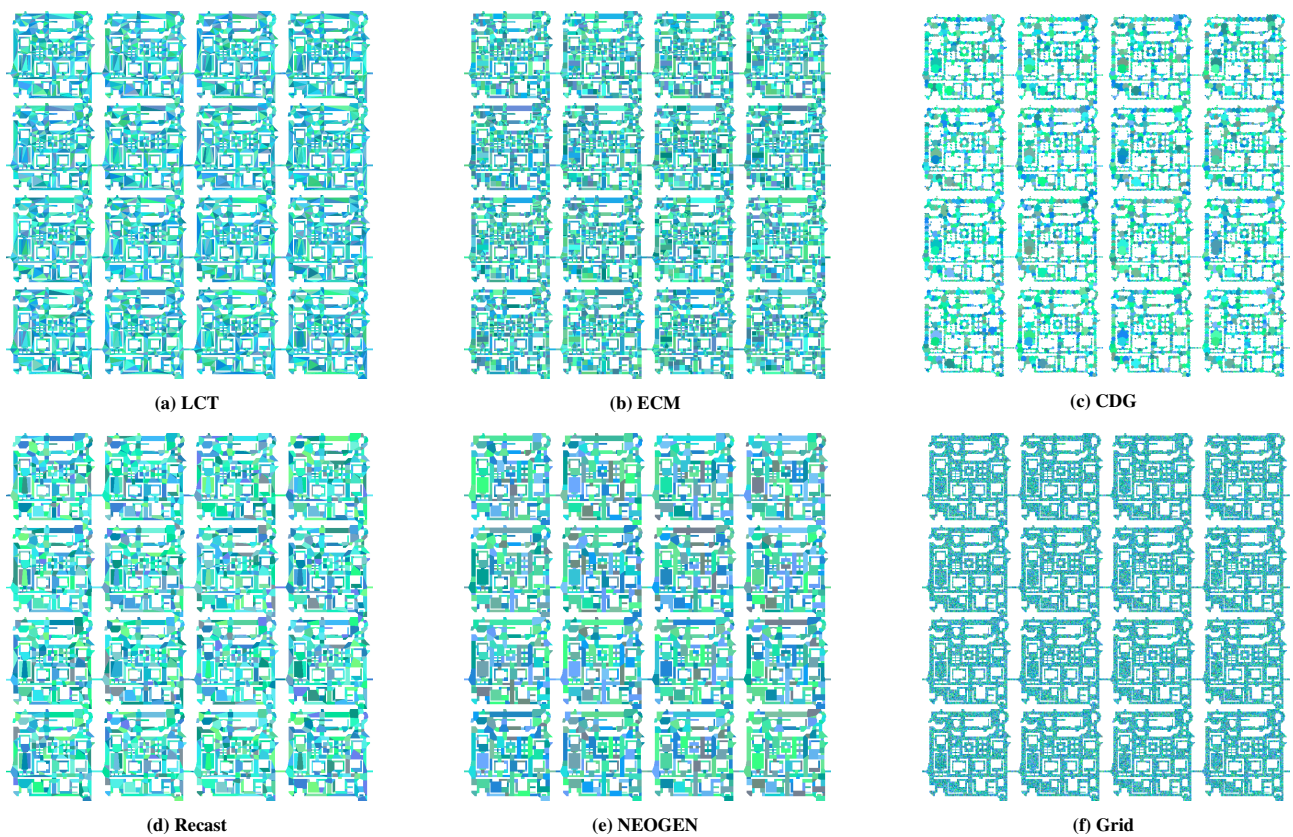 (a) LCT
(b) ECM
(c) CDG
(d) Recast
(e) NEOGEN
(f) Grid